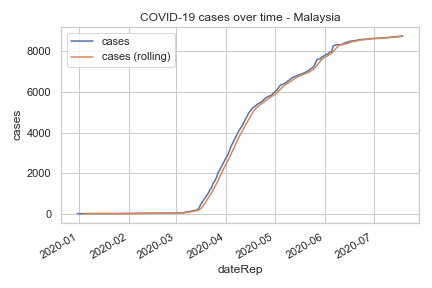 COVID-19 cases over time - Malaysia
cases
cases (rolling)
8000
6000
4000
2000
0
cases
2020-01
2020-02
2020-03
2020-04
2020-05
2020-06
2020-07
dateRep